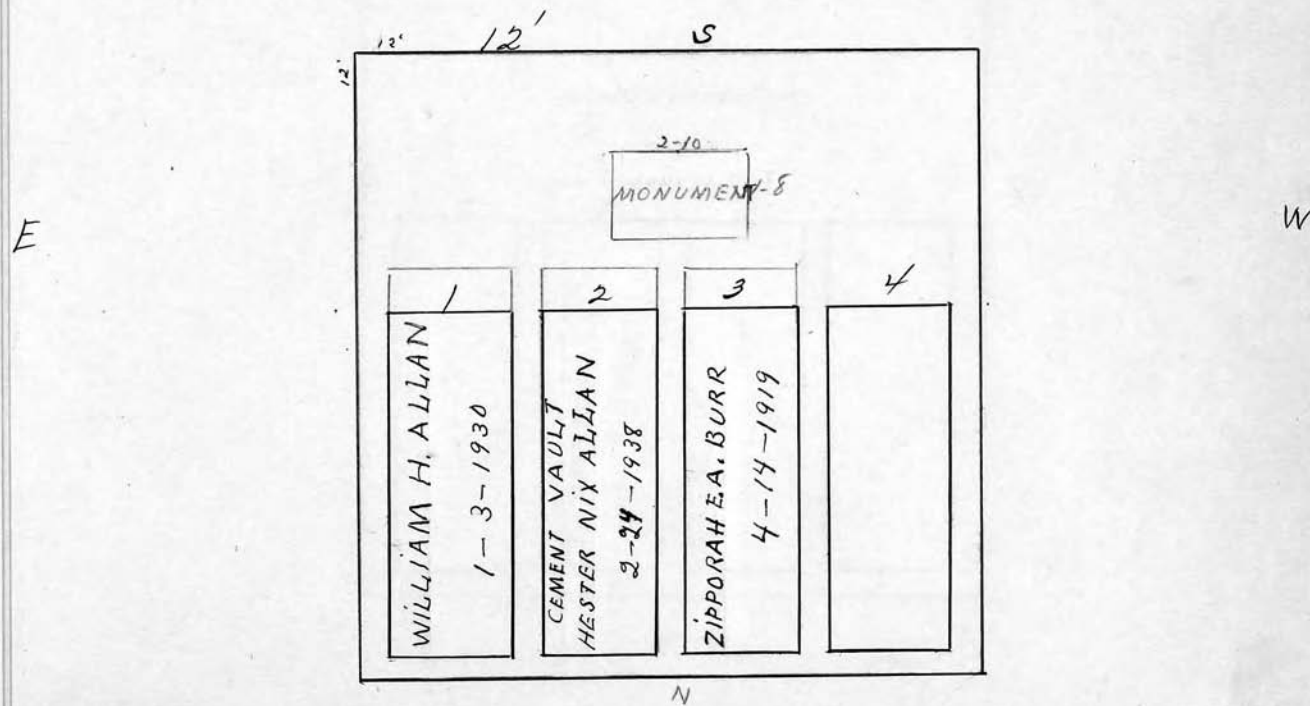 12' 12' S
12'
2-10
MONUMENT 1-8
E
W
1
2
3
4
WILLIAM H. ALLAN
1-3-1930
CEMENT VAULT
HESTER NIX ALLAN
2-24-1938
ZIPPORAH E.A. BURR
4-14-1919
N